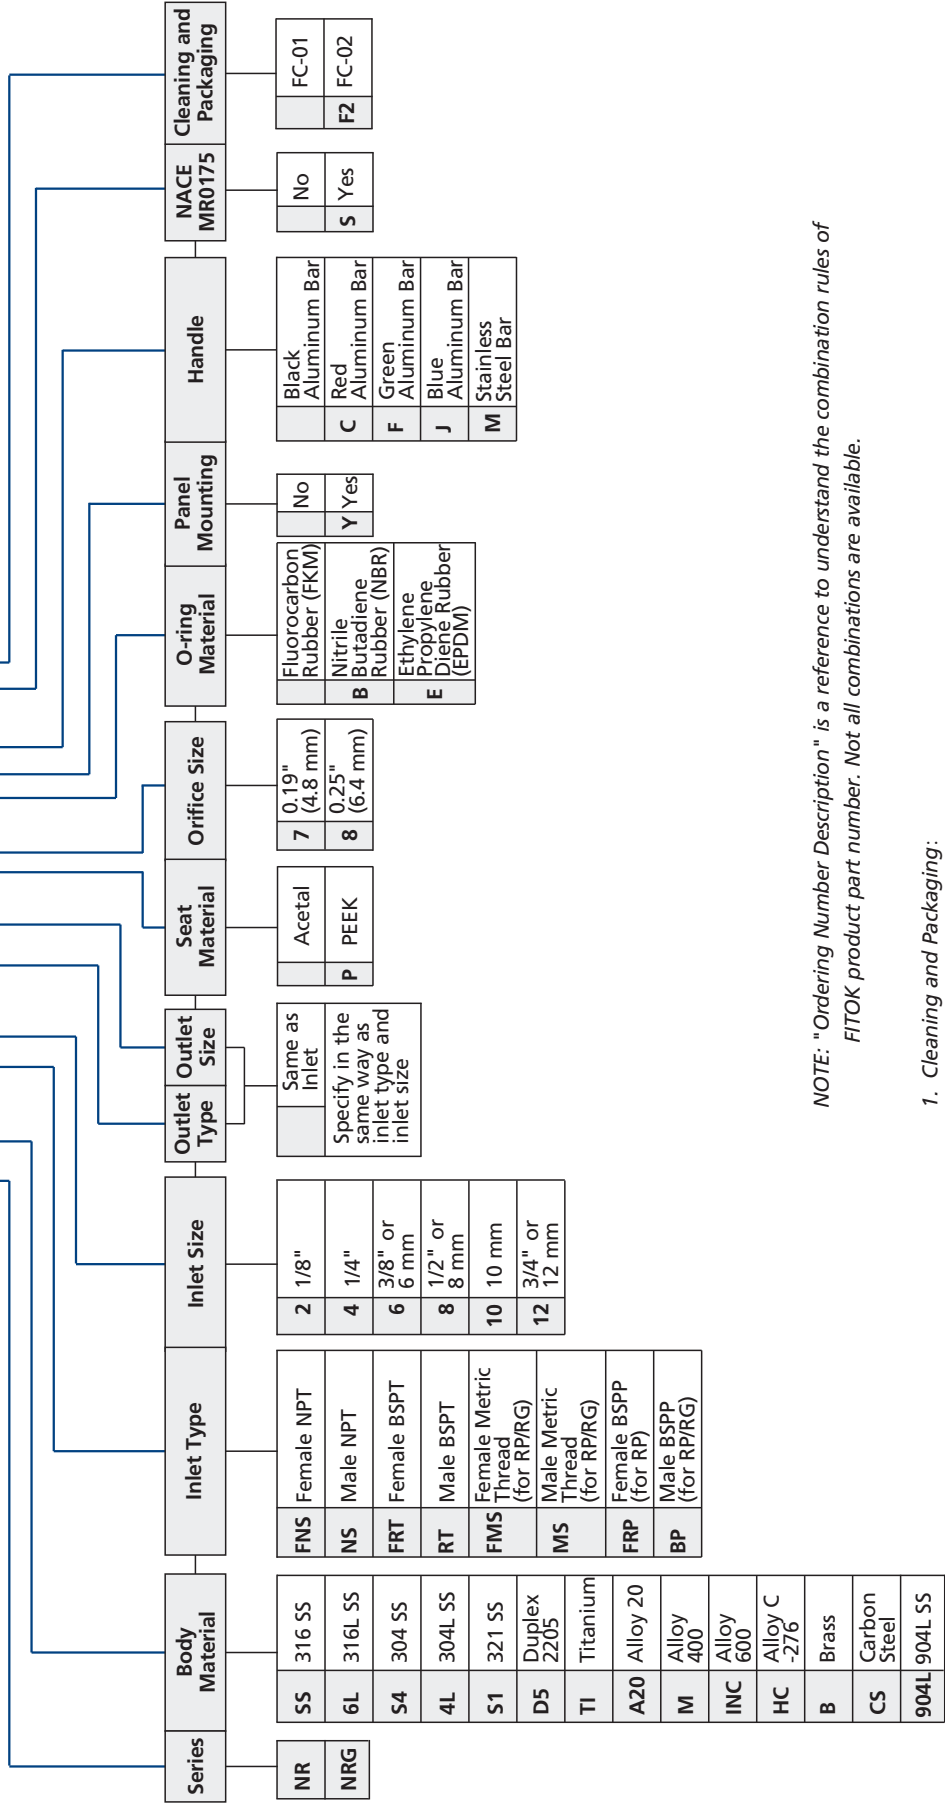 Series
NR
NRG
Body
Material
SS 316 SS
6L 316L SS
S4 304 SS
4L 304L SS
S1 321 SS
D5 Duplex
2205
TI Titanium
A20 Alloy 20
M Alloy
400
INC Alloy
600
HC Alloy C
-276
B Brass
CS Carbon
Steel
904L 904L SS
Inlet Type
FNS Female NPT
NS Male NPT
FRT Female BSPT
RT Male BSPT
FMS Female Metric
Thread
(for RP/RG)
MS Male Metric
Thread
(for RP/RG)
FRP Female BSPP
(for RP)
BP Male BSPP
(for RP/RG)
Inlet Size
2 1/8"
4 1/4"
6 3/8" or
6 mm
8 1/2" or
8 mm
10 10 mm
12 3/4" or
12 mm
Outlet
Type
Outlet
Size
Same as
Inlet
Specify in the
same way as
inlet type and
inlet size
Seat
Material
Acetal
P PEEK
Orifice Size
7 0.19"
(4.8 mm)
8 0.25"
(6.4 mm)
O-ring
Material
Fluorocarbon
Rubber (FKM)
B Nitrile
Butadiene
Rubber (NBR)
E Ethylene
Propylene
Diene Rubber
(EPDM)
Panel
Mounting
No
Y Yes
Handle
Black
Aluminum Bar
C Red
Aluminum Bar
F Green
Aluminum Bar
J Blue
Aluminum Bar
M Stainless
Steel Bar
NACE
MR0175
No
S Yes
Cleaning and
Packaging
FC-01
F2 FC-02
NOTE: "Ordering Number Description" is a reference to understand the combination rules of
FITOK product part number. Not all combinations are available.
1. Cleaning and Packaging: